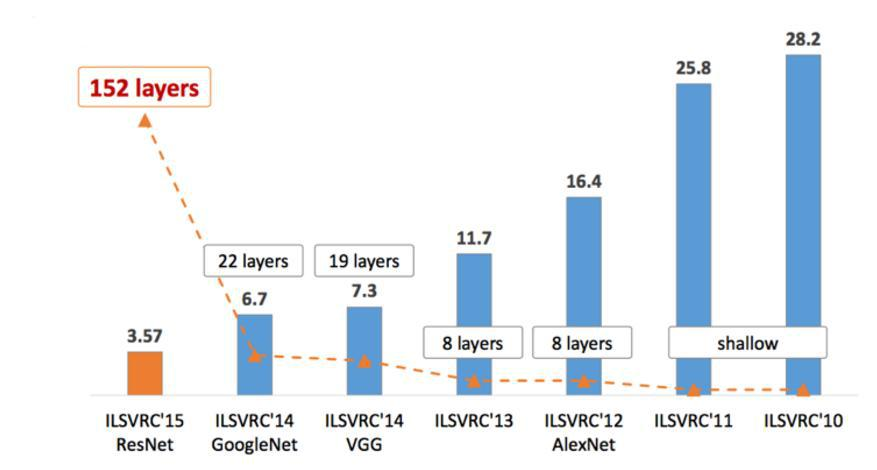 28.2
25.8
152 layers
16.4
11.7
22 layers
19 layers
6.7
7.3
3.57
8 layers
8 layers
shallow
ILSVRC'15
ResNet
ILSVRC'14
GoogleNet
ILSVRC'14
VGG
ILSVRC'13
ILSVRC'12
AlexNet
ILSVRC'11
ILSVRC'10